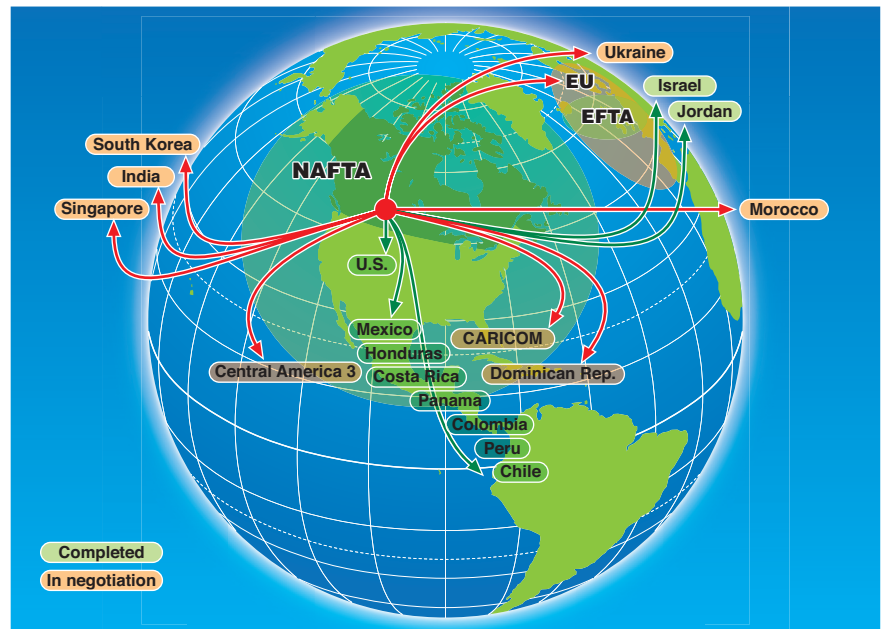 Ukraine
EU
Israel
EFTA
Jordan
South Korea
NAFTA
India
Singapore
Morocco
U.S.
Mexico
CARICOM
Honduras
Central America 3
Costa Rica
Dominican Rep.
Panama
Colombia
Peru
Chile
Completed
In negotiation